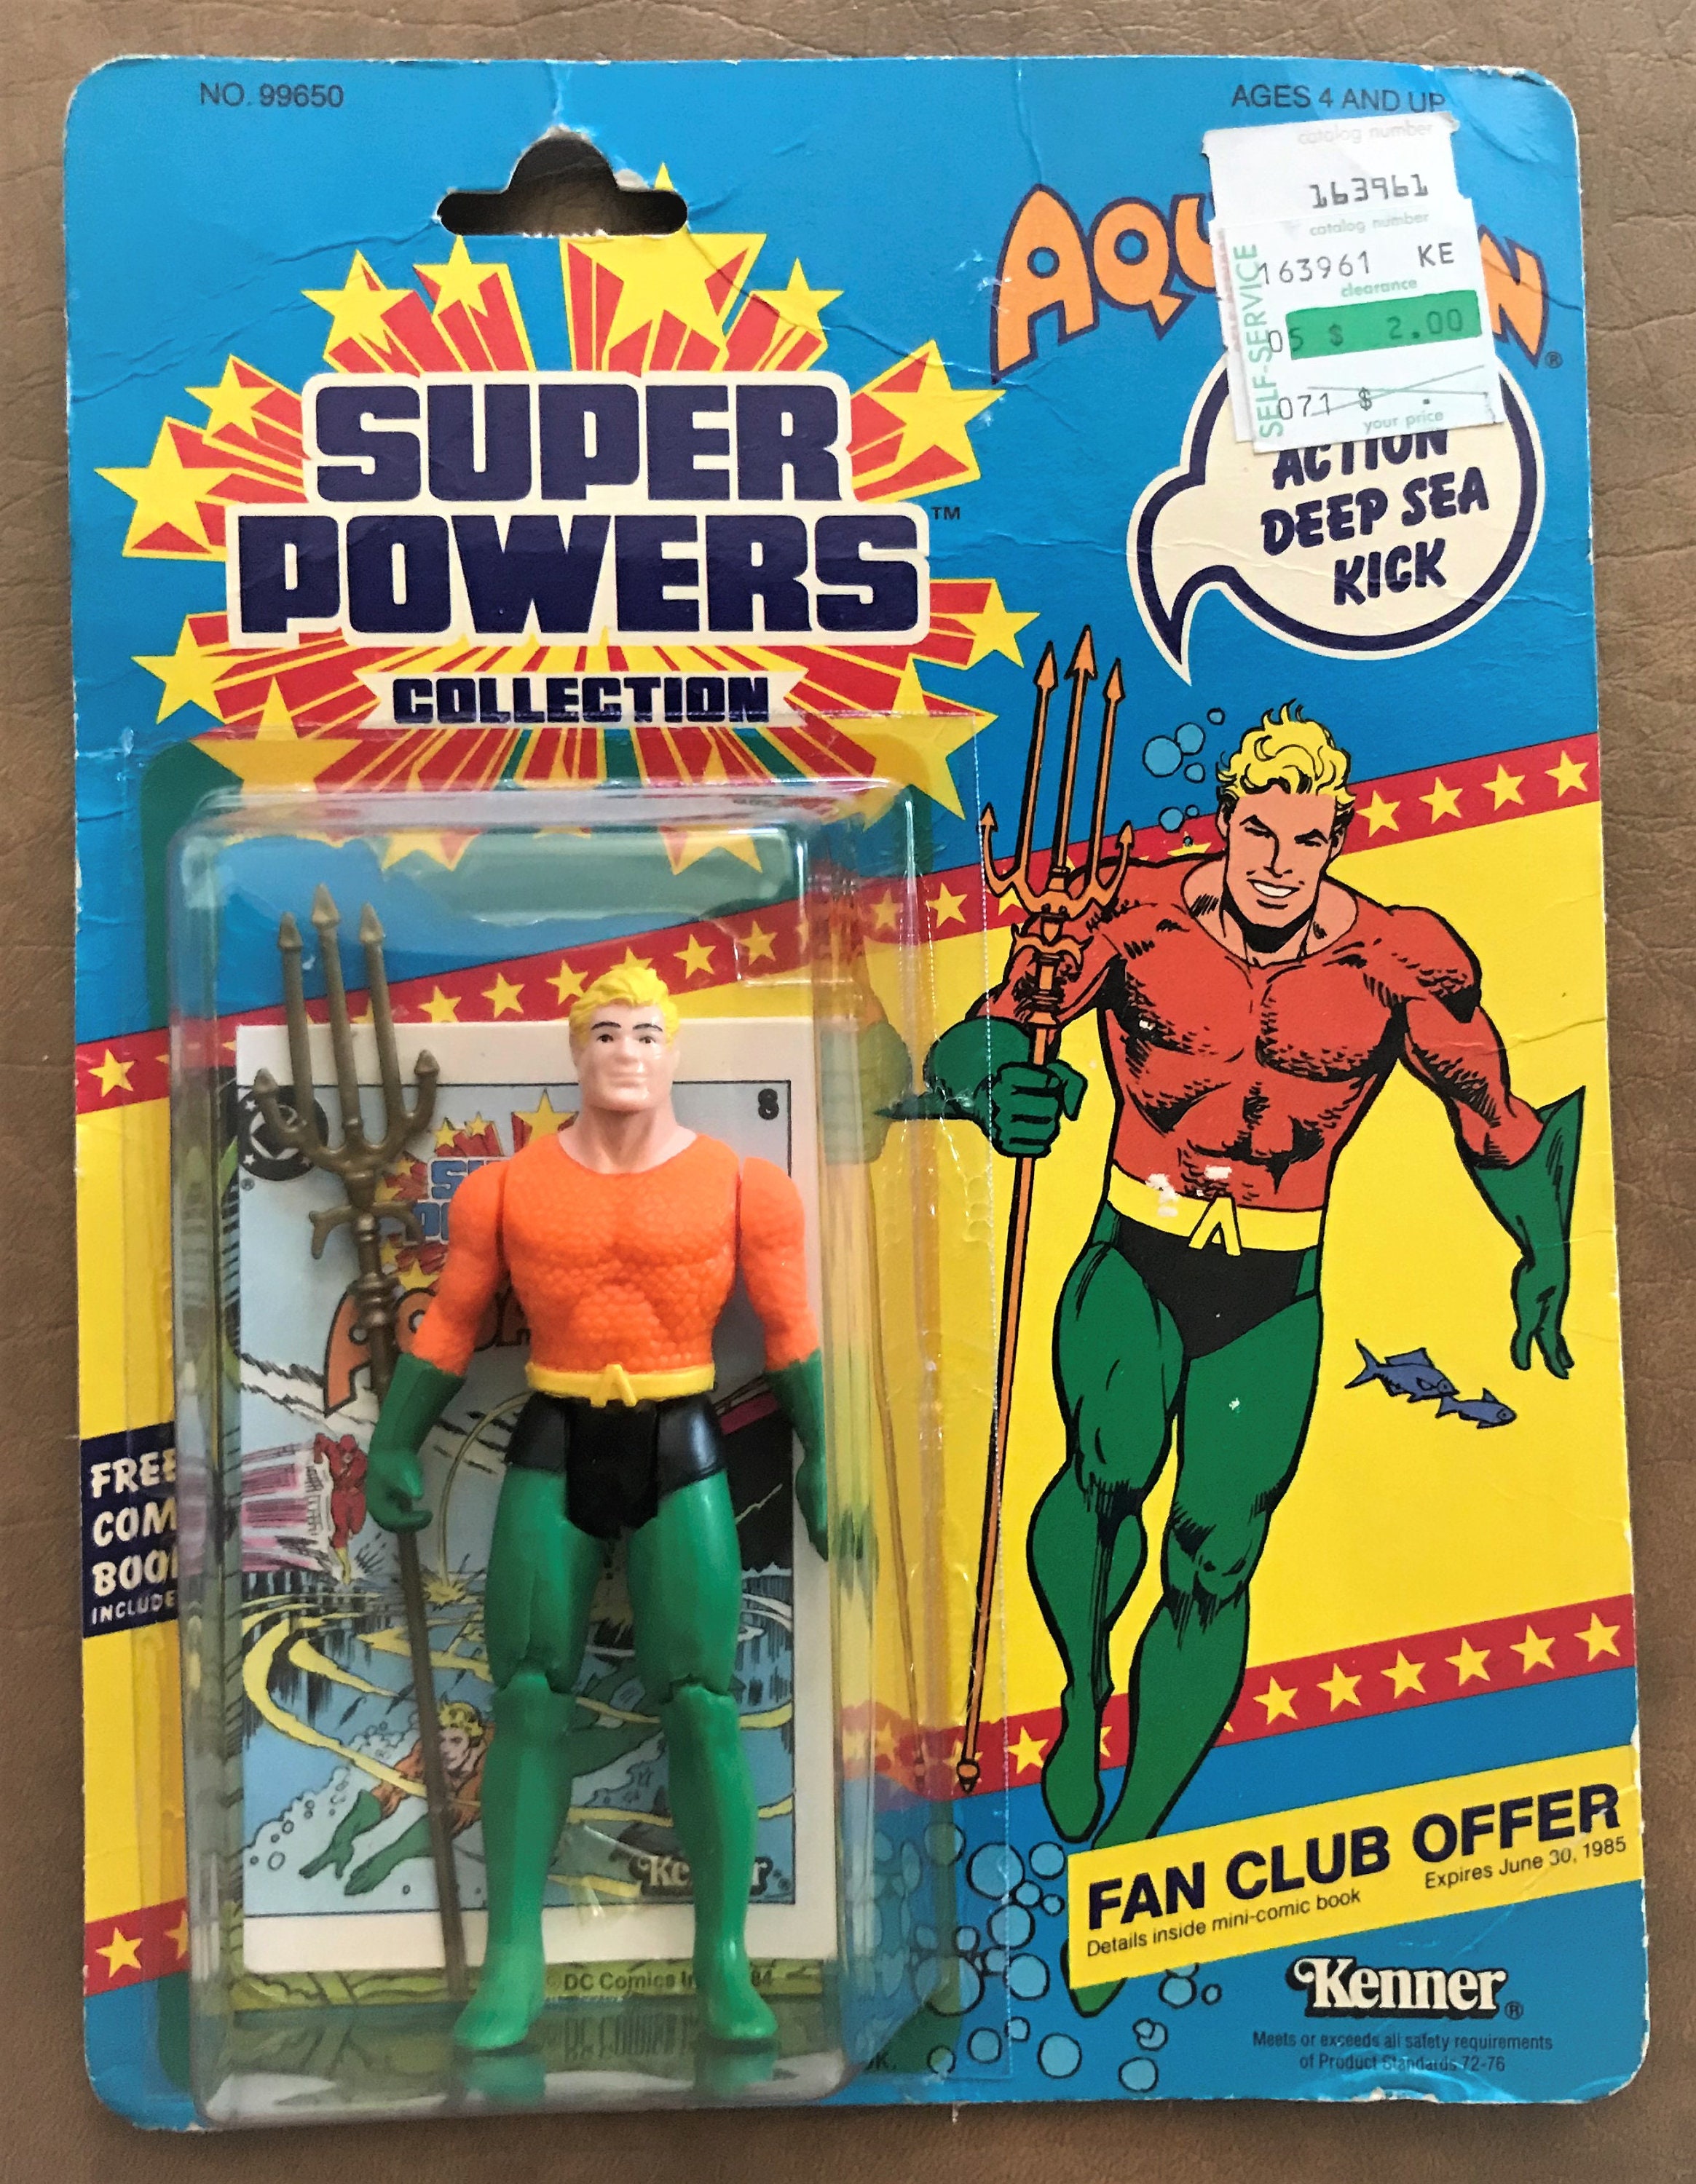 NO. 99650
AGES 4 AND UP
catalog number
163961
catalog number
163961 KE
clearance
05 $ 2.00
071 $ .
your price
SELF-SERVICE
AQU N®
SUPER
POWERS™
COLLECTION
ACTION
DEEP SEA
KICK
8
FREE
COM
BOO
INCLUDE
Kenner®
© DC Comics In 84
FAN CLUB OFFER
Details inside mini-comic book
Expires June 30, 1985
Kenner®
Meets or exceeds all safety requirements
of Product Standards 72-76